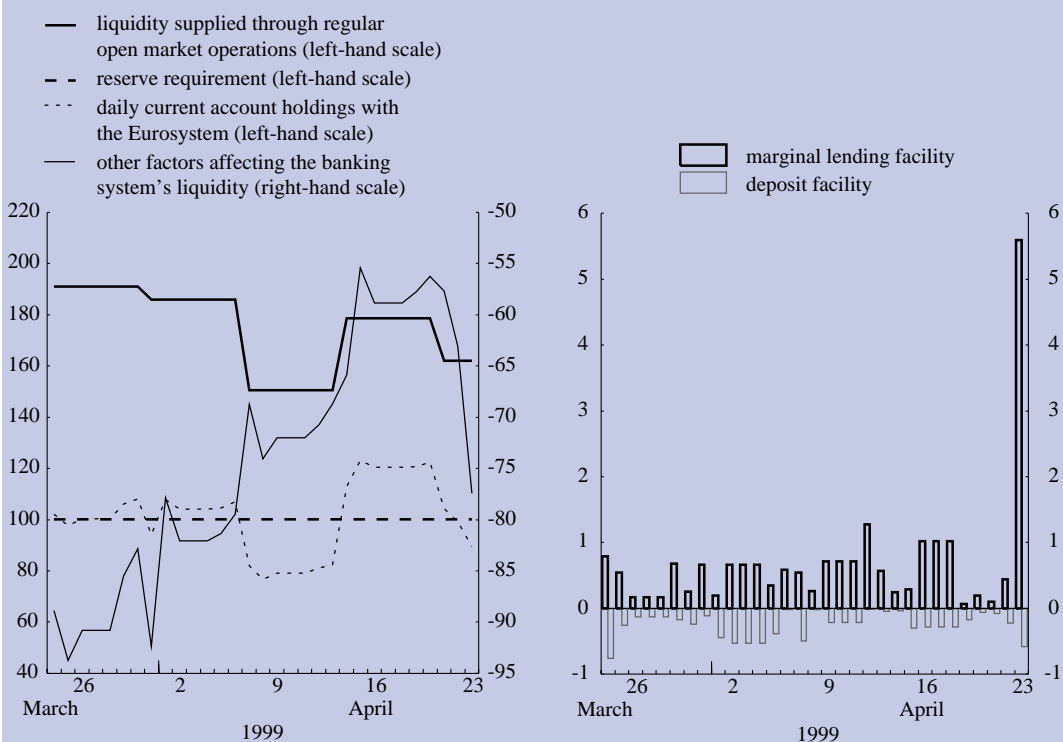 liquidity supplied through regular
open market operations (left-hand scale)
reserve requirement (left-hand scale)
daily current account holdings with
the Eurosystem (left-hand scale)
other factors affecting the banking
system's liquidity (right-hand scale)
220
200
180
160
140
120
100
80
60
40
-50
-55
-60
-65
-70
-75
-80
-85
-90
-95
26 2 9 16 23
March April
1999
marginal lending facility
deposit facility
6
5
4
3
2
1
0
-1
6
5
4
3
2
1
0
-1
26 2 9 16 23
March April
1999